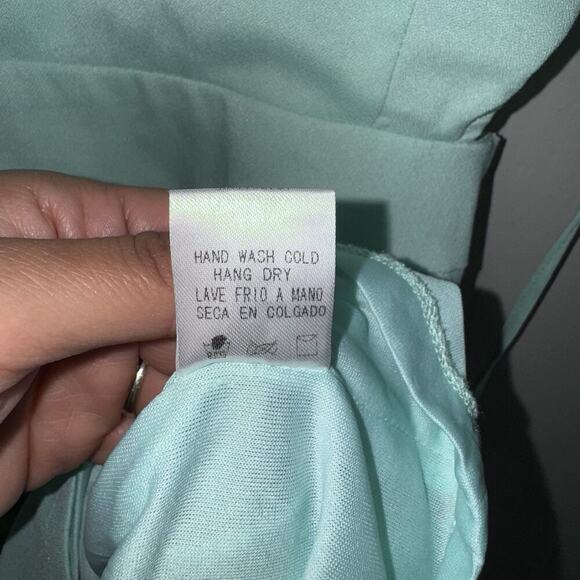 HAND WASH COLD
HANG DRY
LAVE FRIO A MANO
SECA EN COLGADO